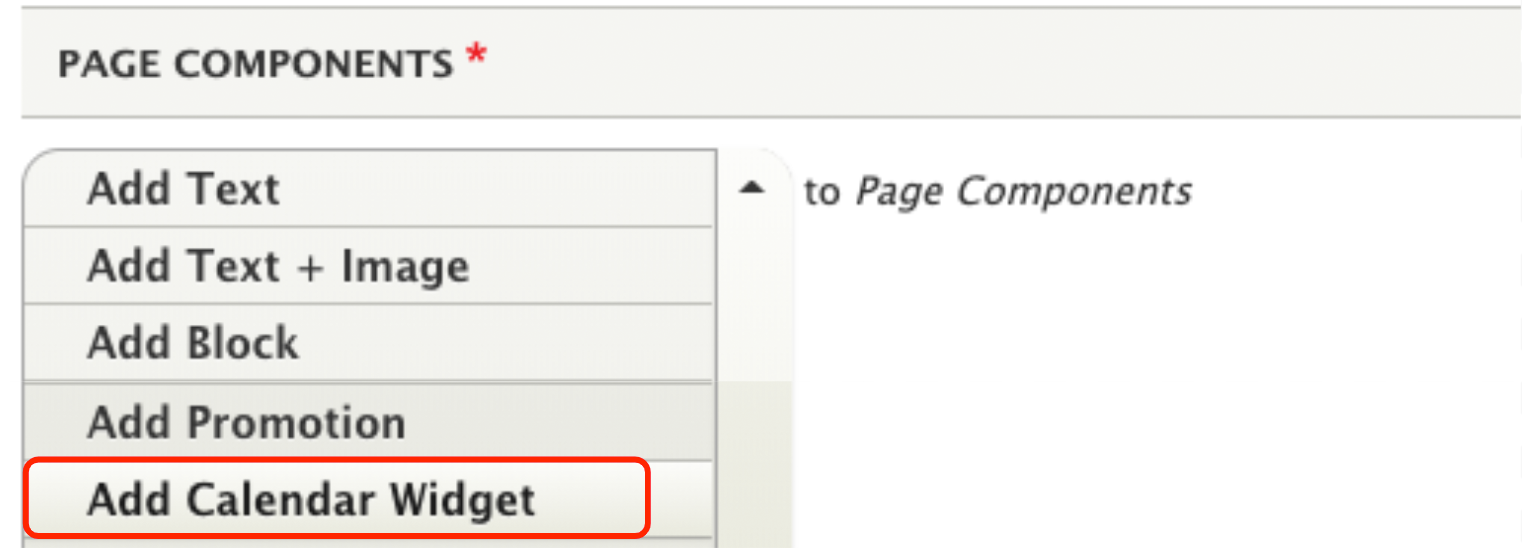 PAGE COMPONENTS *
Add Text to Page Components
Add Text + Image
Add Block
Add Promotion
Add Calendar Widget